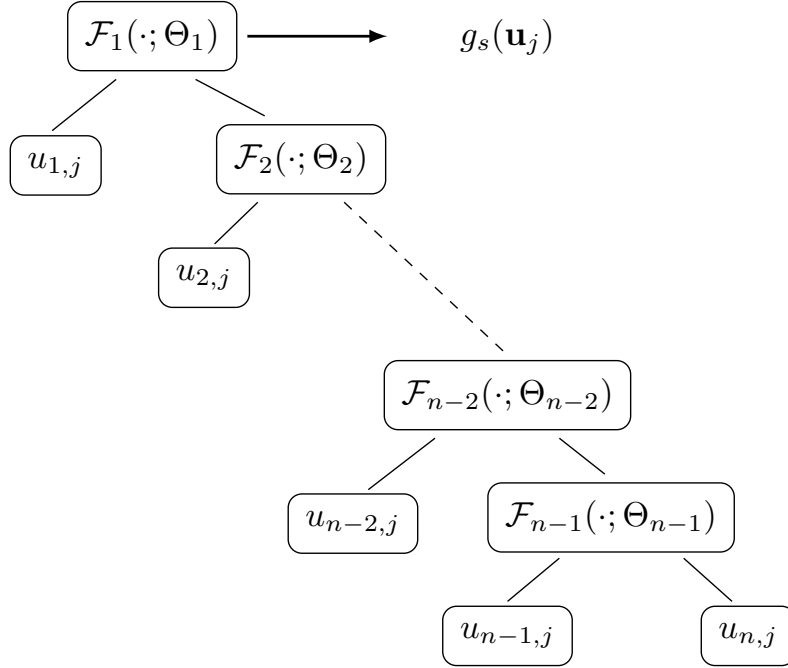 𝓕₁(·; Θ₁) g_s(𝐮_j)
u_{1,j} 𝓕₂(·; Θ₂)
u_{2,j}
𝓕_{n−2}(·; Θ_{n−2})
u_{n−2,j} 𝓕_{n−1}(·; Θ_{n−1})
u_{n−1,j} u_{n,j}